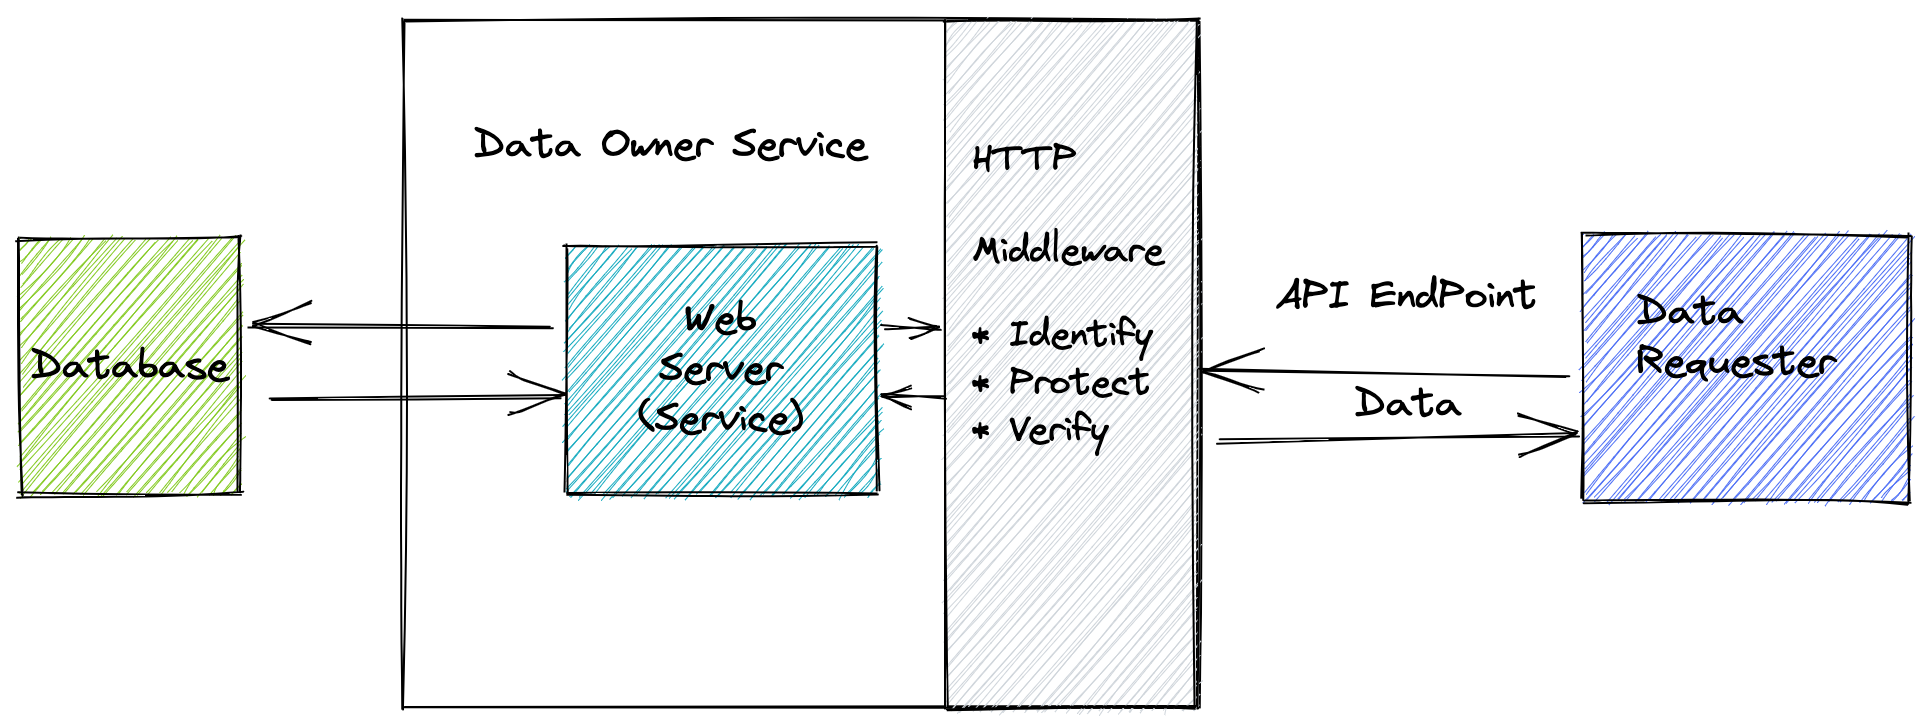 Data Owner Service
HTTP
Middleware
* Identify
* Protect
* Verify
Database
Web
Server
(Service)
API EndPoint
Data
Data
Requester